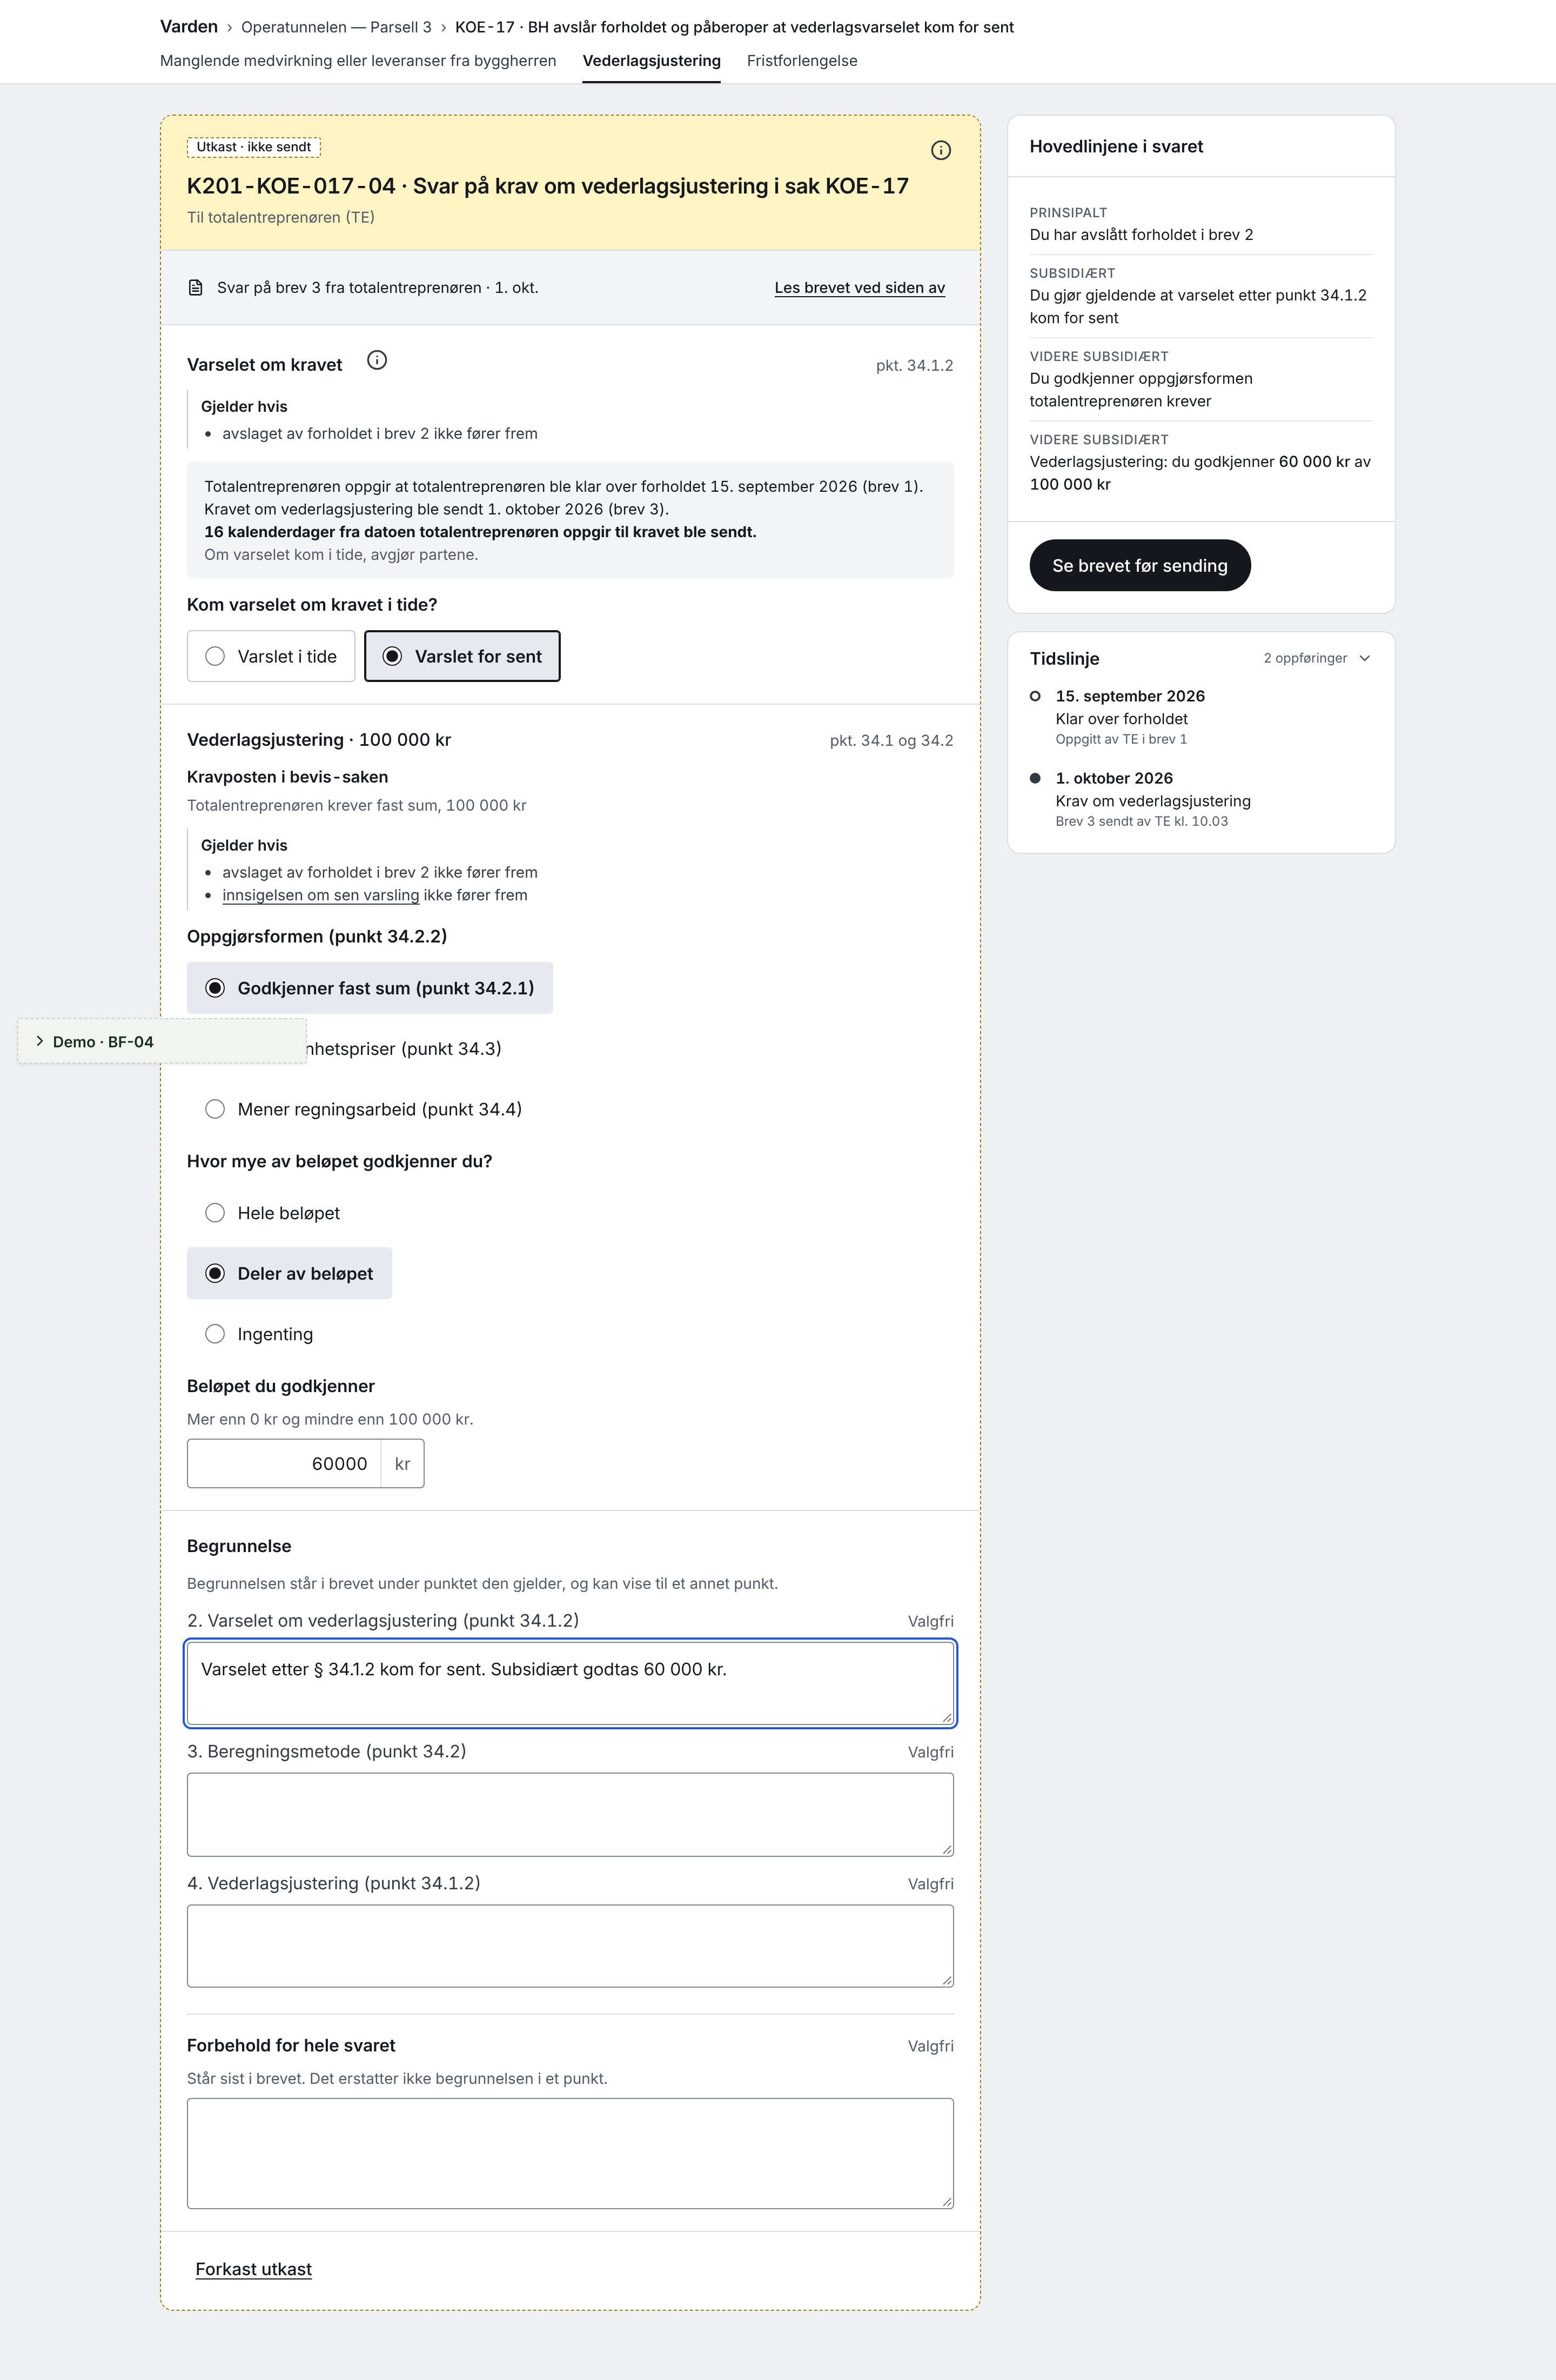 Varden › Operatunnelen — Parsell 3 › KOE-17 · BH avslår forholdet og påberoper at vederlagsvarselet kom for sent
Manglende medvirkning eller leveranser fra byggherren Vederlagsjustering Fristforlengelse
Utkast · ikke sendt
K201-KOE-017-04 · Svar på krav om vederlagsjustering i sak KOE-17
Til totalentreprenøren (TE)
Svar på brev 3 fra totalentreprenøren · 1. okt. Les brevet ved siden av
Varselet om kravet pkt. 34.1.2
Gjelder hvis
• avslaget av forholdet i brev 2 ikke fører frem
Totalentreprenøren oppgir at totalentreprenøren ble klar over forholdet 15. september 2026 (brev 1).
Kravet om vederlagsjustering ble sendt 1. oktober 2026 (brev 3).
16 kalenderdager fra datoen totalentreprenøren oppgir til kravet ble sendt.
Om varselet kom i tide, avgjør partene.
Kom varselet om kravet i tide?
Varslet i tide Varslet for sent
Vederlagsjustering · 100 000 kr pkt. 34.1 og 34.2
Kravposten i bevis-saken
Totalentreprenøren krever fast sum, 100 000 kr
Gjelder hvis
• avslaget av forholdet i brev 2 ikke fører frem
• innsigelsen om sen varsling ikke fører frem
Oppgjørsformen (punkt 34.2.2)
Godkjenner fast sum (punkt 34.2.1)
Demo · BF-04
nhetspriser (punkt 34.3)
Mener regningsarbeid (punkt 34.4)
Hvor mye av beløpet godkjenner du?
Hele beløpet
Deler av beløpet
Ingenting
Beløpet du godkjenner
Mer enn 0 kr og mindre enn 100 000 kr.
60000 kr
Begrunnelse
Begrunnelsen står i brevet under punktet den gjelder, og kan vise til et annet punkt.
2. Varselet om vederlagsjustering (punkt 34.1.2) Valgfri
Varselet etter § 34.1.2 kom for sent. Subsidiært godtas 60 000 kr.
3. Beregningsmetode (punkt 34.2) Valgfri
4. Vederlagsjustering (punkt 34.1.2) Valgfri
Forbehold for hele svaret Valgfri
Står sist i brevet. Det erstatter ikke begrunnelsen i et punkt.
Forkast utkast
Hovedlinjene i svaret
PRINSIPALT
Du har avslått forholdet i brev 2
SUBSIDIÆRT
Du gjør gjeldende at varselet etter punkt 34.1.2
kom for sent
VIDERE SUBSIDIÆRT
Du godkjenner oppgjørsformen
totalentreprenøren krever
VIDERE SUBSIDIÆRT
Vederlagsjustering: du godkjenner 60 000 kr av
100 000 kr
Se brevet før sending
Tidslinje 2 oppføringer
15. september 2026
Klar over forholdet
Oppgitt av TE i brev 1
1. oktober 2026
Krav om vederlagsjustering
Brev 3 sendt av TE kl. 10.03